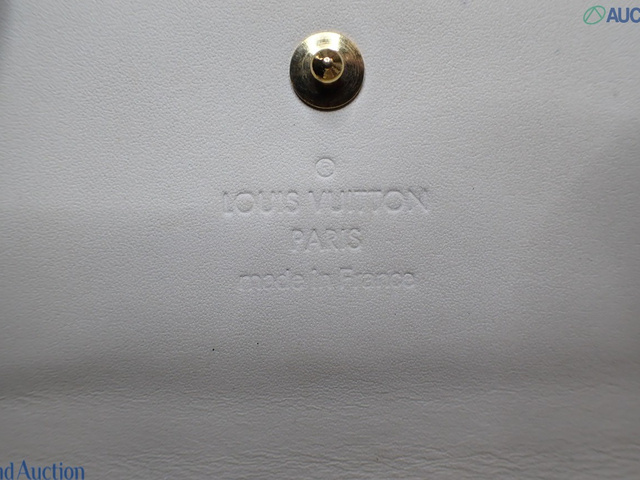 AUC
®
LOUIS VUITTON
PARIS
made in France
nd Auction